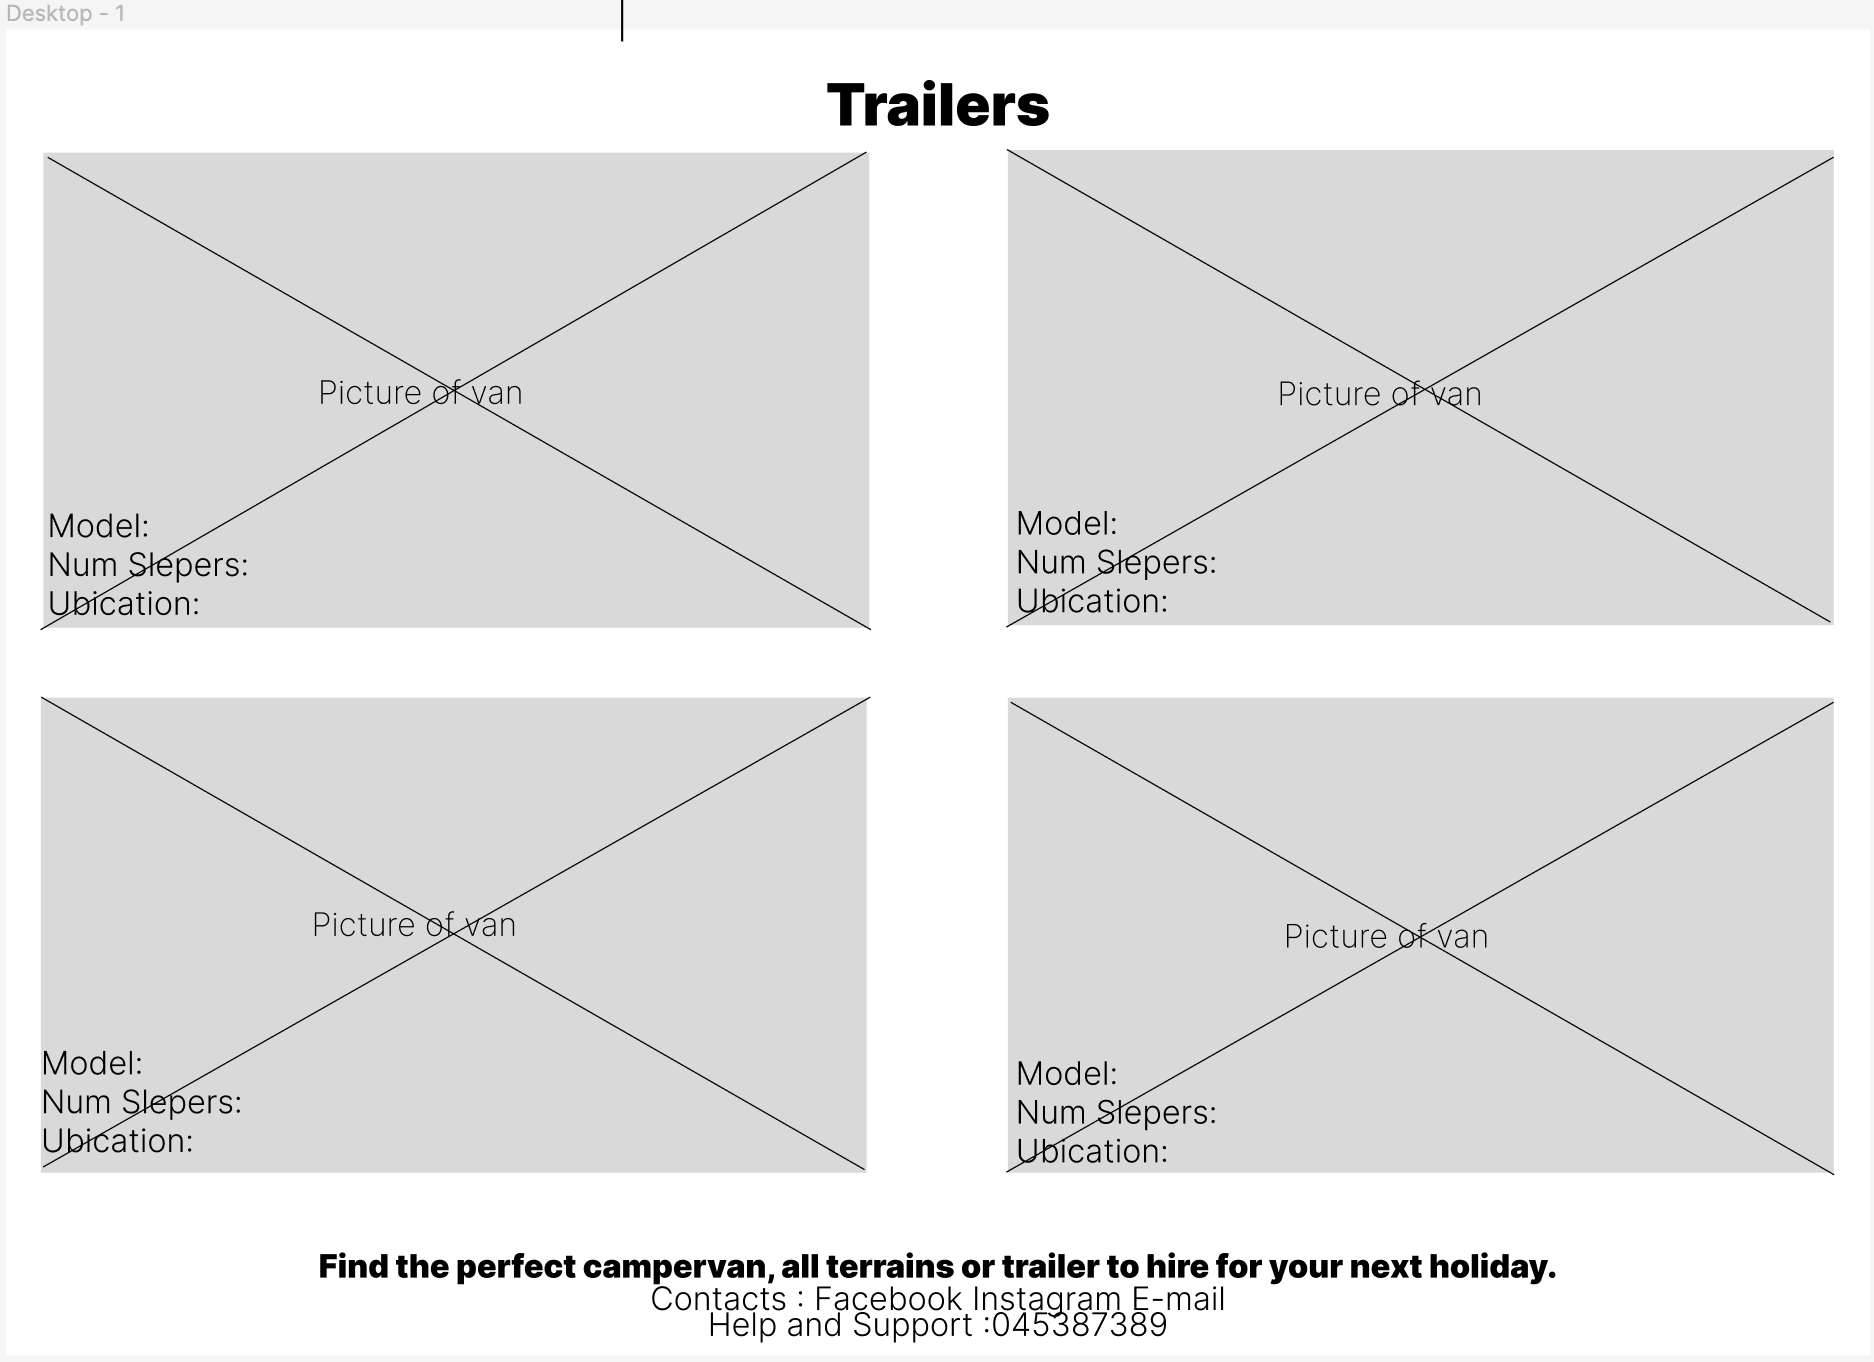 Desktop - 1
Trailers
Picture of van
Picture of van
Model:
Num Slepers:
Ubication:
Model:
Num Slepers:
Ubication:
Picture of van
Picture of van
Model:
Num Slepers:
Ubication:
Model:
Num Slepers:
Ubication:
Find the perfect campervan, all terrains or trailer to hire for your next holiday.
Contacts : Facebook Instagram E-mail
Help and Support :045387389